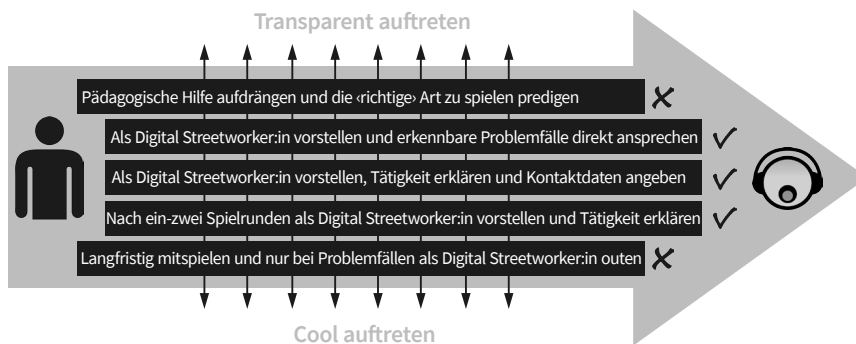 Transparent auftreten
Pädagogische Hilfe aufdrängen und die ‹richtige› Art zu spielen predigen
Als Digital Streetworker:in vorstellen und erkennbare Problemfälle direkt ansprechen
Als Digital Streetworker:in vorstellen, Tätigkeit erklären und Kontaktdaten angeben
Nach ein-zwei Spielrunden als Digital Streetworker:in vorstellen und Tätigkeit erklären
Langfristig mitspielen und nur bei Problemfällen als Digital Streetworker:in outen
Cool auftreten